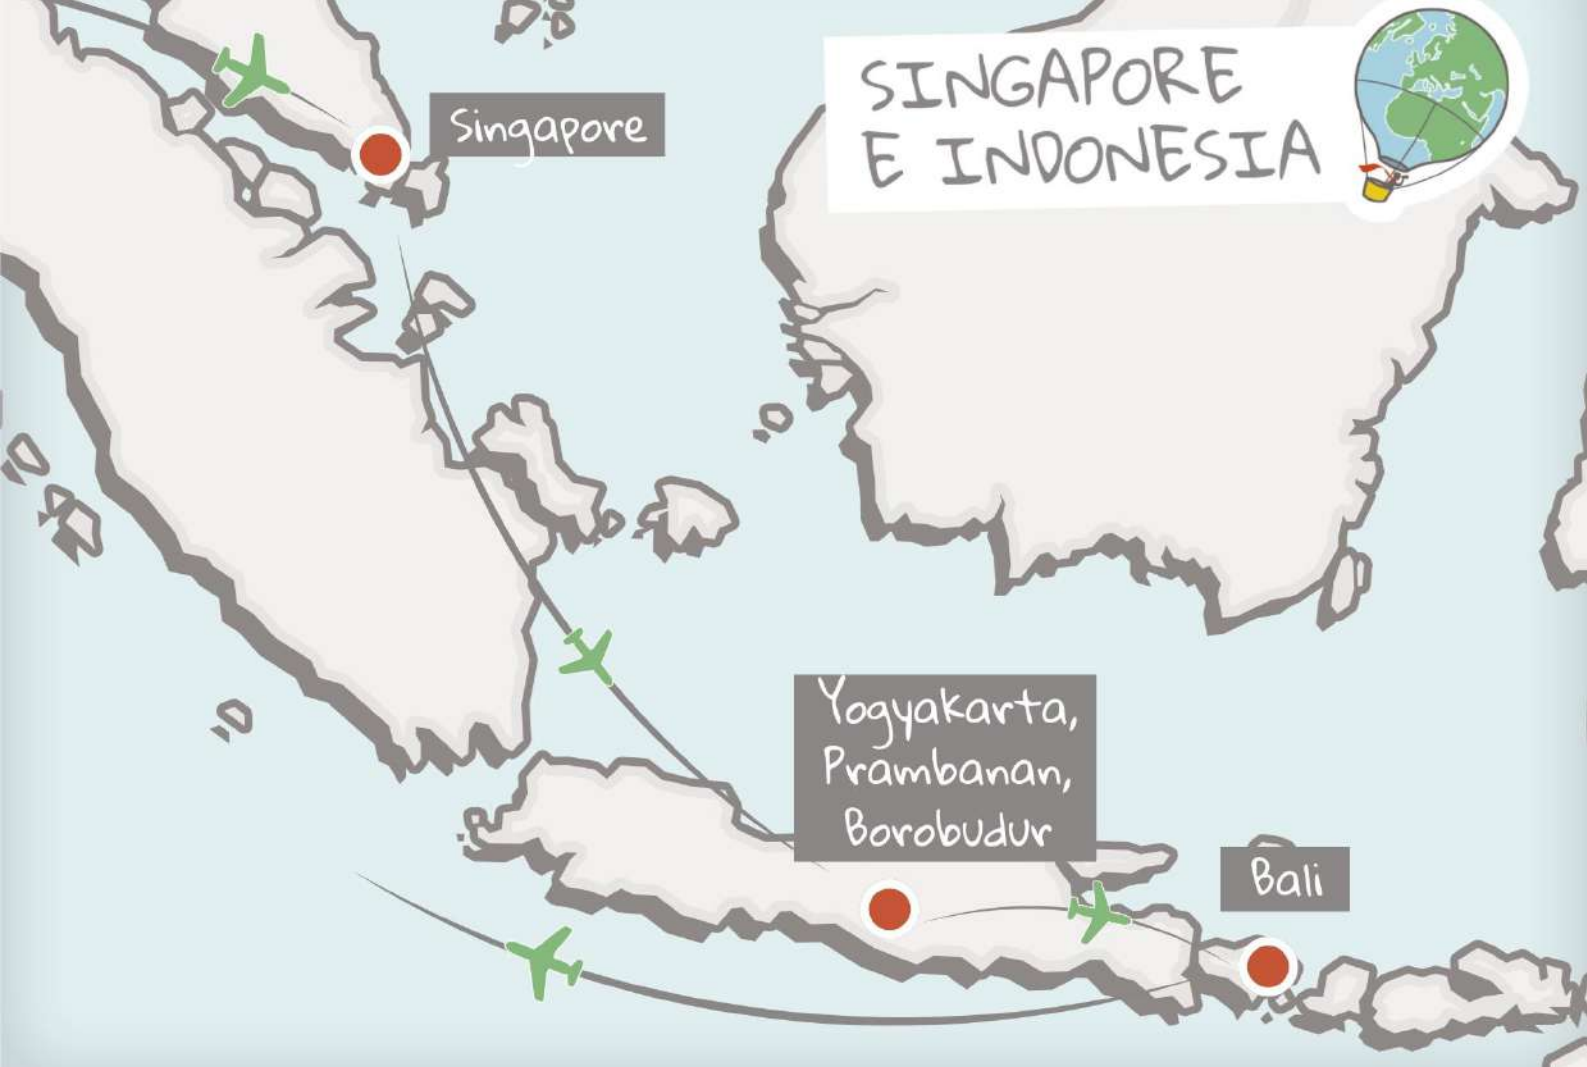 SINGAPORE
E INDONESIA
Singapore
Yogyakarta,
Prambanan,
Borobudur
Bali